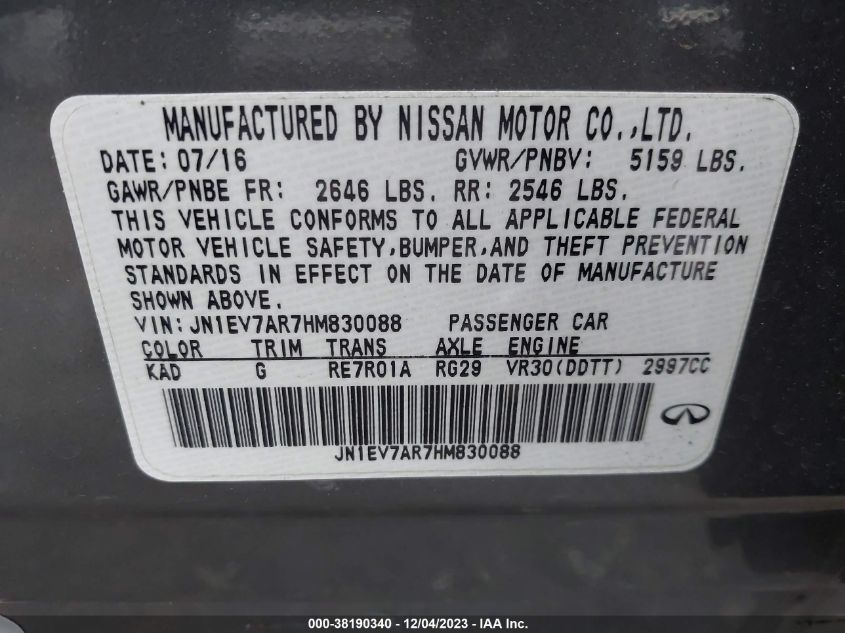 MANUFACTURED BY NISSAN MOTOR CO.,LTD.
DATE: 07/16 GVWR/PNBV: 5159 LBS.
GAWR/PNBE FR: 2646 LBS. RR: 2546 LBS.
THIS VEHICLE CONFORMS TO ALL APPLICABLE FEDERAL
MOTOR VEHICLE SAFETY,BUMPER,AND THEFT PREVENTION
STANDARDS IN EFFECT ON THE DATE OF MANUFACTURE
SHOWN ABOVE.
VIN: JN1EV7AR7HM830088 PASSENGER CAR
COLOR TRIM TRANS AXLE ENGINE
KAD G RE7R01A RG29 VR30(DDTT) 2997CC
JN1EV7AR7HM830088
000-38190340 - 12/04/2023 - IAA Inc.